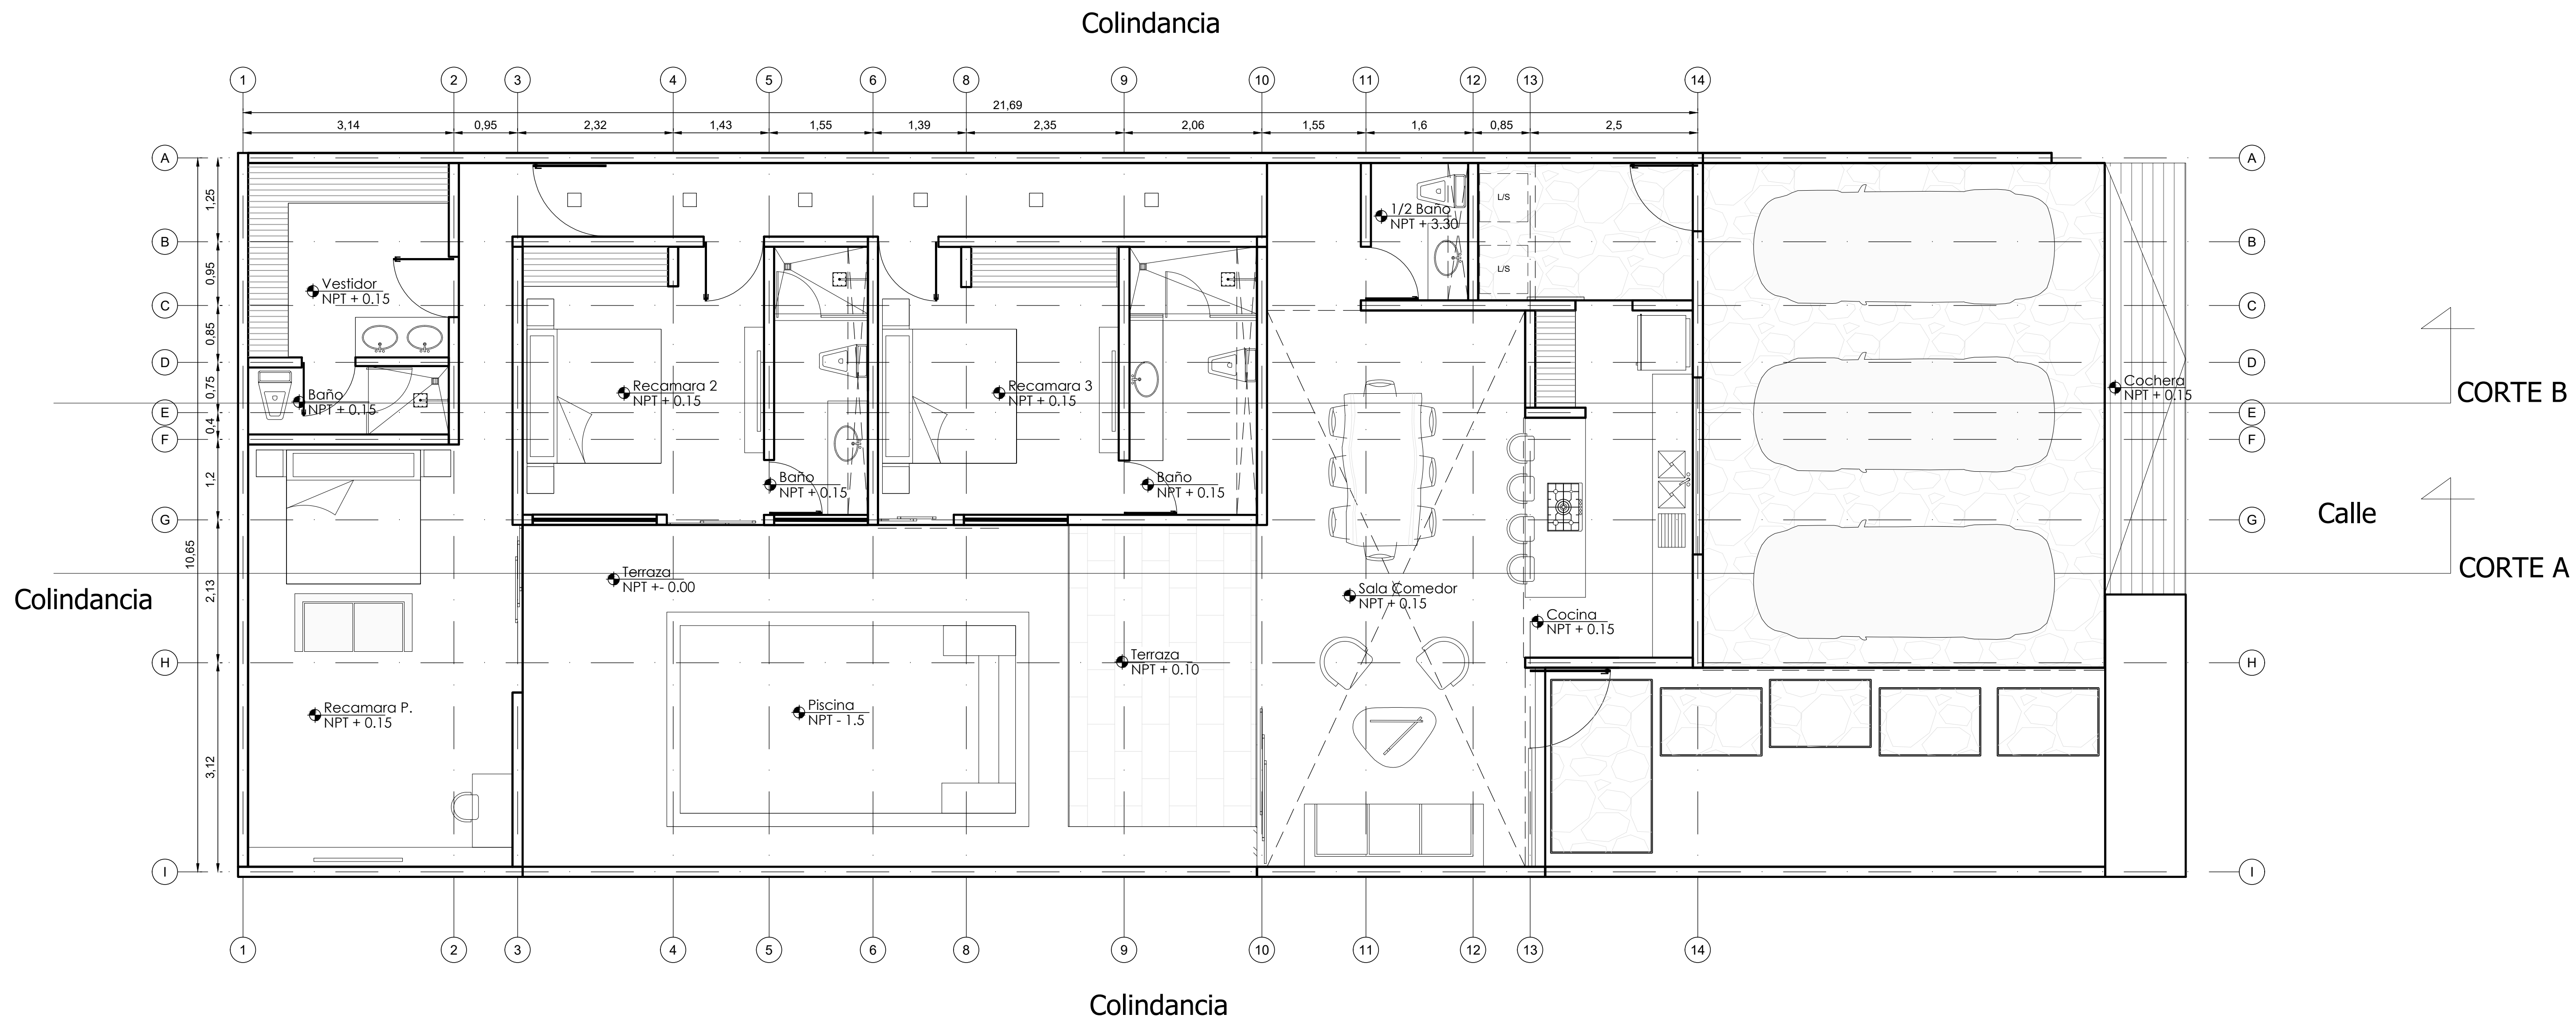 Colindancia
1 2 3 4 5 6 8 9 10 11 12 13 14
21,69
3,14 0,95 2,32 1,43 1,55 1,39 2,35 2,06 1,55 1,6 0,85 2,5
A A
1,25
L/S
1/2 Baño
NPT + 3.30
B B
0,95
L/S
Vestidor
NPT + 0.15
C C
0,85
D D
0,75
Recamara 2
NPT + 0.15
Recamara 3
NPT + 0.15
Cochera
NPT + 0.15
CORTE B
Baño
NPT + 0.15
E E
0,4
F F
1,2
Baño
NPT + 0.15
Baño
NPT + 0.15
G G
Calle
10,65
2,13
Terraza
NPT +- 0.00
CORTE A
Colindancia
Sala Comedor
NPT + 0.15
Cocina
NPT + 0.15
H H
Terraza
NPT + 0.10
Recamara P.
NPT + 0.15
Piscina
NPT - 1.5
3,12
I I
1 2 3 4 5 6 8 9 10 11 12 13 14
Colindancia